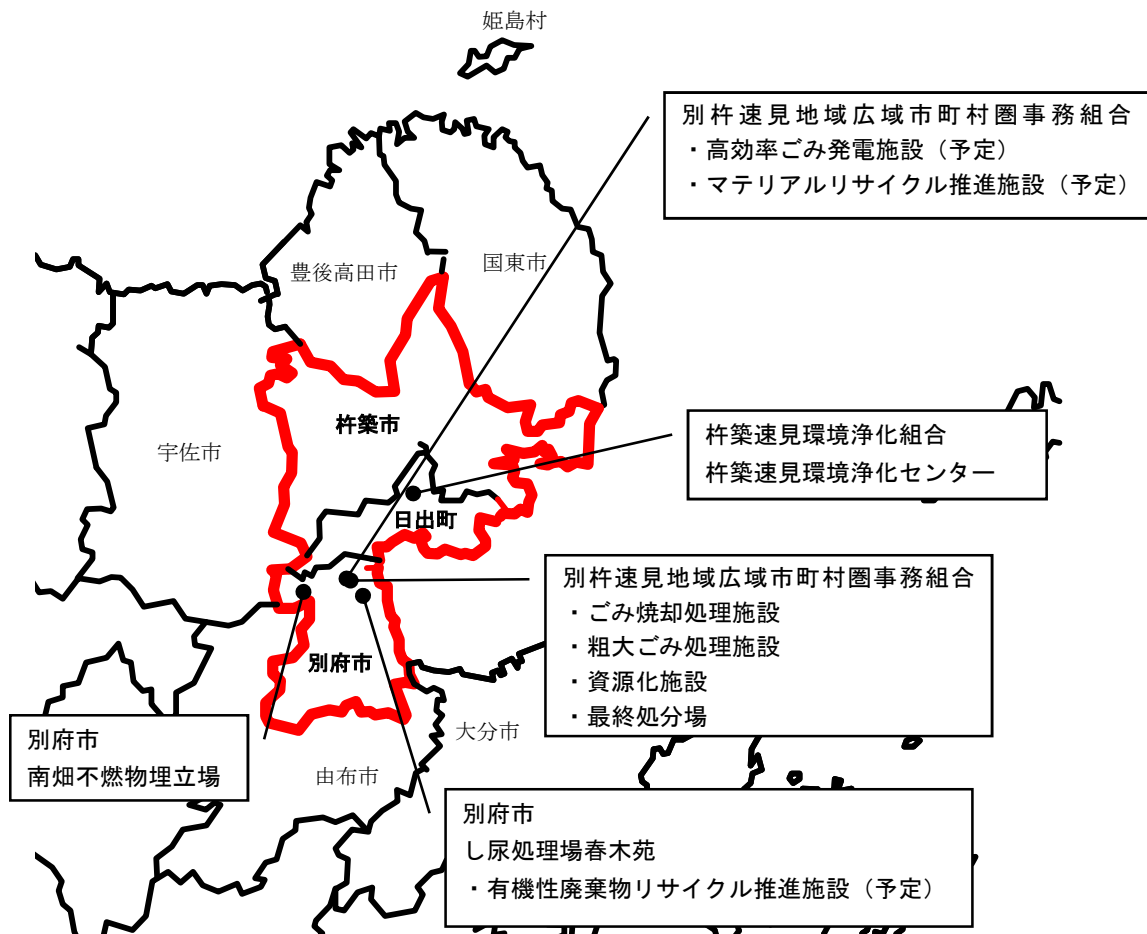 姫島村
別杵速見地域広域市町村圏事務組合
・高効率ごみ発電施設（予定）
・マテリアルリサイクル推進施設（予定）
豊後高田市
国東市
杵築市
宇佐市
杵築速見環境浄化組合
杵築速見環境浄化センター
日出町
別杵速見地域広域市町村圏事務組合
・ごみ焼却処理施設
・粗大ごみ処理施設
・資源化施設
・最終処分場
別府市
大分市
別府市
南畑不燃物埋立場
由布市
別府市
し尿処理場春木苑
・有機性廃棄物リサイクル推進施設（予定）